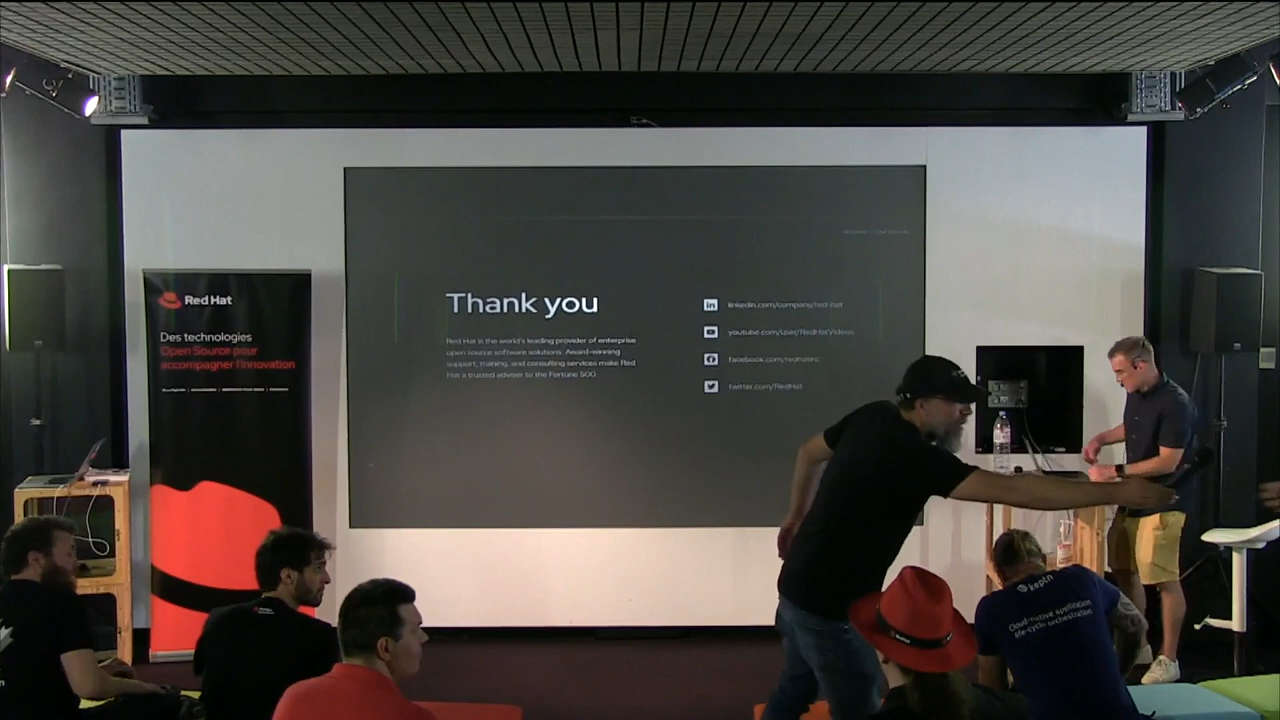 Red Hat
Des technologies
Open Source pour
accompagner l'innovation
Thank you
Red Hat is the world's leading provider of enterprise
open source software solutions. Award-winning
support, training, and consulting services make Red
Hat a trusted adviser to the Fortune 500.
linkedin.com/company/red-hat
youtube.com/user/RedHatVideos
facebook.com/redhatinc
twitter.com/RedHat
keptn
Cloud-native application
life-cycle orchestration